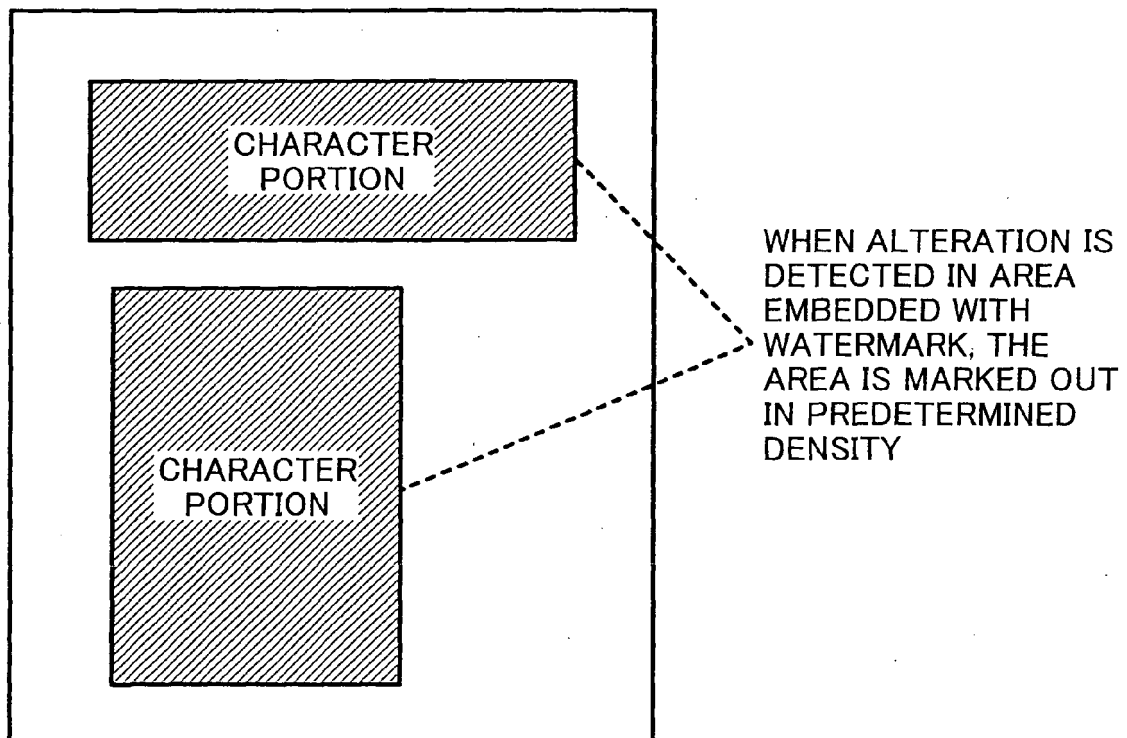 CHARACTER
PORTION
CHARACTER
PORTION
WHEN ALTERATION IS
DETECTED IN AREA
EMBEDDED WITH
WATERMARK, THE
AREA IS MARKED OUT
IN PREDETERMINED
DENSITY